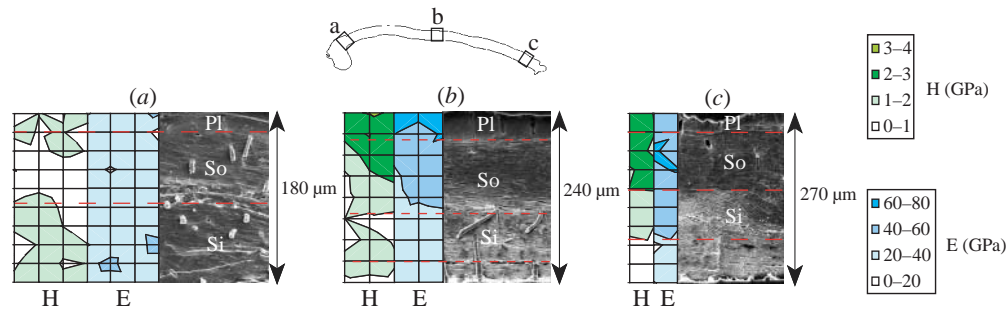 a
b
c
(a)
(b)
(c)
Pl
So
Si
180 μm
H
E
Pl
So
Si
240 μm
H
E
Pl
So
Si
270 μm
H
E
3–4
2–3
1–2
0–1
H (GPa)
60–80
40–60
20–40
0–20
E (GPa)